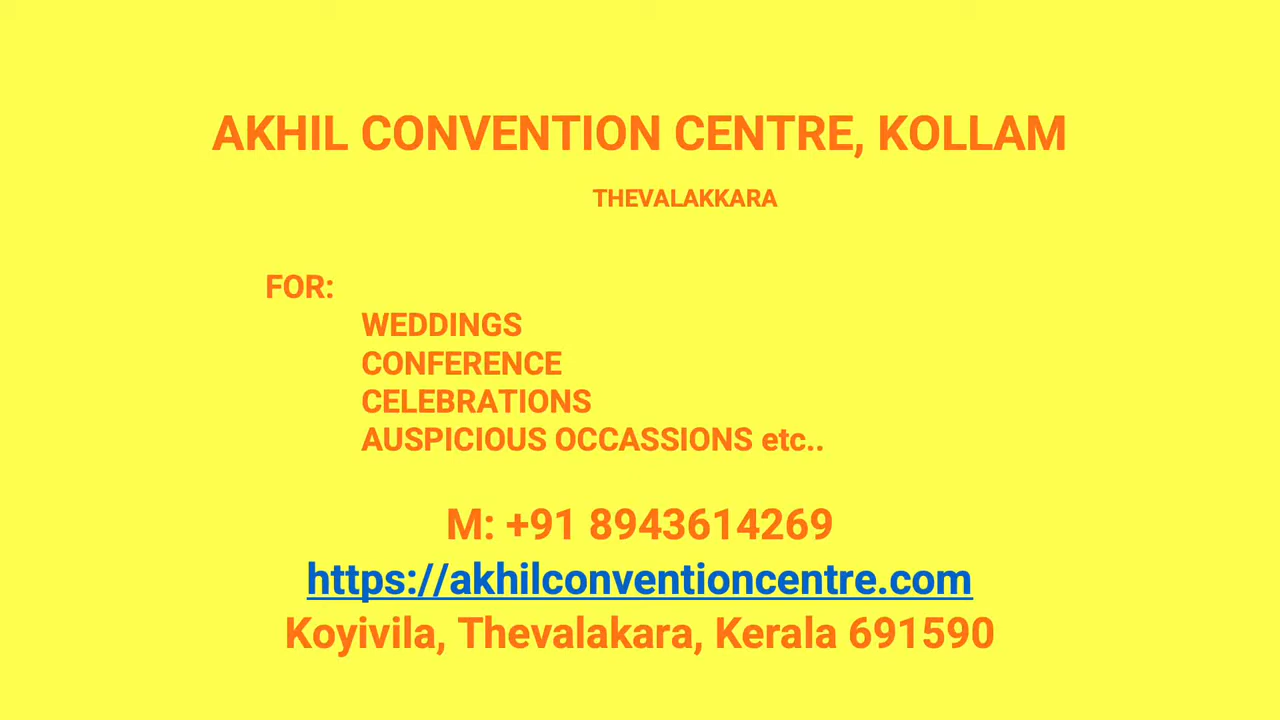 AKHIL CONVENTION CENTRE, KOLLAM
THEVALAKKARA
FOR:
WEDDINGS
CONFERENCE
CELEBRATIONS
AUSPICIOUS OCCASSIONS etc..
M: +91 8943614269
https://akhilconventioncentre.com
Koyivila, Thevalakara, Kerala 691590